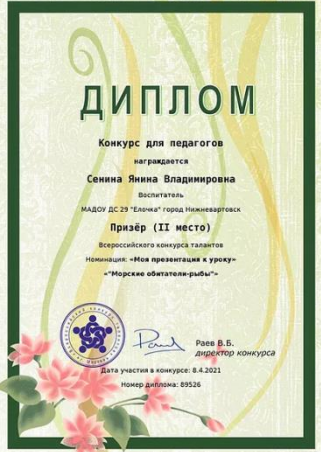 ДИПЛОМ
Конкурс для педагогов
награждается
Сенина Янина Владимировна
Воспитатель
МАДОУ ДС 29 "Елочка" город Нижневартовск
Призёр (II место)
Всероссийского конкурса талантов
Номинация: «Моя презентация к уроку»
«"Морские обитатели-рыбы"»
Раев В.Б.
директор конкурса
Дата участия в конкурсе: 8.4.2021
Номер диплома: 89526